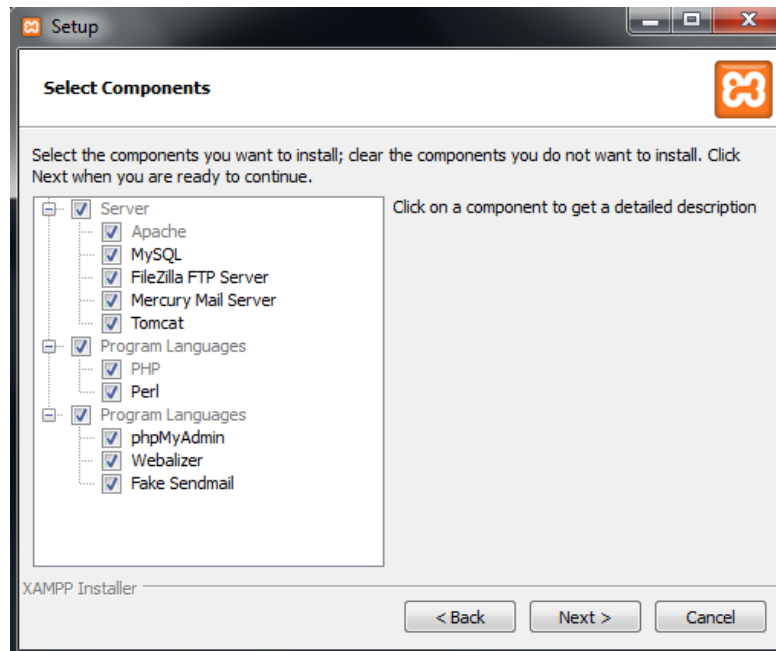 Setup
Select Components
Select the components you want to install; clear the components you do not want to install. Click
Next when you are ready to continue.
Server
Apache
MySQL
FileZilla FTP Server
Mercury Mail Server
Tomcat
Program Languages
PHP
Perl
Program Languages
phpMyAdmin
Webalizer
Fake Sendmail
Click on a component to get a detailed description
XAMPP Installer
< Back
Next >
Cancel